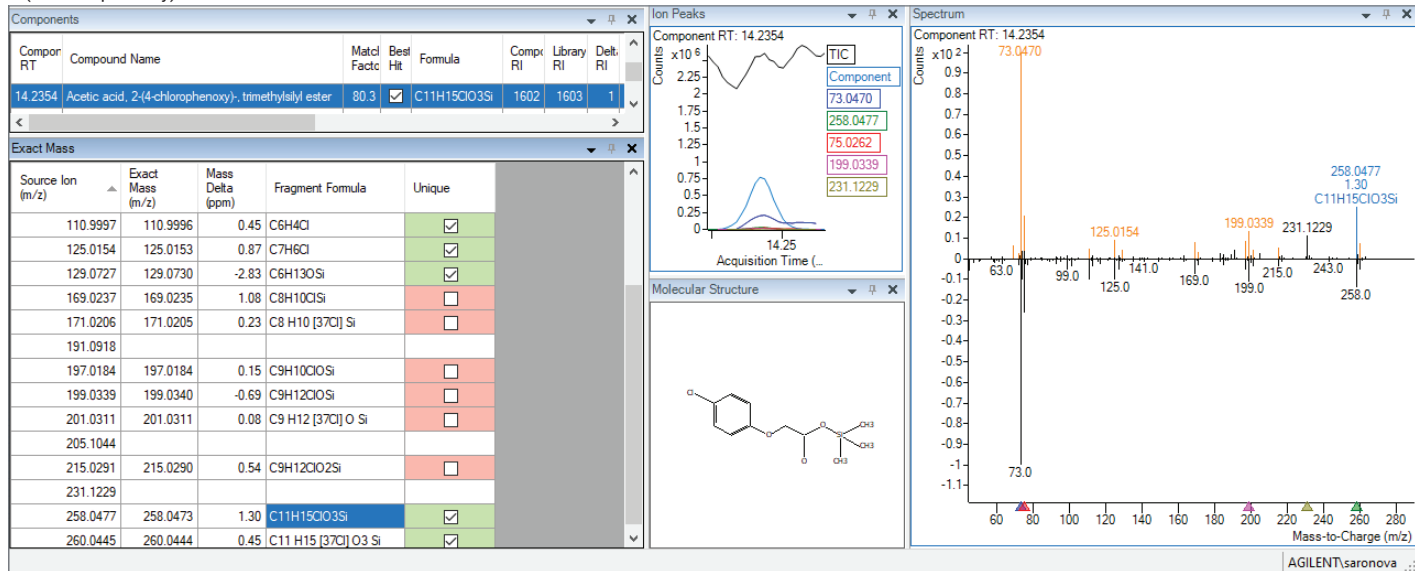 Components
Compor RT Compound Name Matcl Factc Best Hit Formula Compc RI Library RI Delt: RI
14.2354 Acetic acid, 2-(4-chlorophenoxy)-, trimethylsilyl ester 80.3 C11H15ClO3Si 1602 1603 1
Exact Mass
Source Ion (m/z) Exact Mass (m/z) Mass Delta (ppm) Fragment Formula Unique
110.9997 110.9996 0.45 C6H4Cl
125.0154 125.0153 0.87 C7H6Cl
129.0727 129.0730 -2.83 C6H13OSi
169.0237 169.0235 1.08 C8H10ClSi
171.0206 171.0205 0.23 C8 H10 [37Cl] Si
191.0918
197.0184 197.0184 0.15 C9H10ClOSi
199.0339 199.0340 -0.69 C9H12ClOSi
201.0311 201.0311 0.08 C9 H12 [37Cl] O Si
205.1044
215.0291 215.0290 0.54 C9H12ClO2Si
231.1229
258.0477 258.0473 1.30 C11H15ClO3Si
260.0445 260.0444 0.45 C11 H15 [37Cl] O3 Si
Ion Peaks
Component RT: 14.2354
Counts
x10 6
2.25
2
1.75
1.5
1.25
1
0.75
0.5
0.25
0
14.25
Acquisition Time (...
TIC
Component
73.0470
258.0477
75.0262
199.0339
231.1229
Molecular Structure
Cl
O
O
O
Si
CH3
CH3
CH3
Spectrum
Component RT: 14.2354
Counts
x10 2
0.9
0.8
0.7
0.6
0.5
0.4
0.3
0.2
0.1
0
-0.1
-0.2
-0.3
-0.4
-0.5
-0.6
-0.7
-0.8
-0.9
-1
-1.1
73.0470
258.0477
1.30
C11H15ClO3Si
125.0154
199.0339
231.1229
63.0
99.0
125.0
141.0
169.0
199.0
215.0
243.0
258.0
73.0
60 80 100 120 140 160 180 200 220 240 260 280
Mass-to-Charge (m/z)
AGILENT\saronova